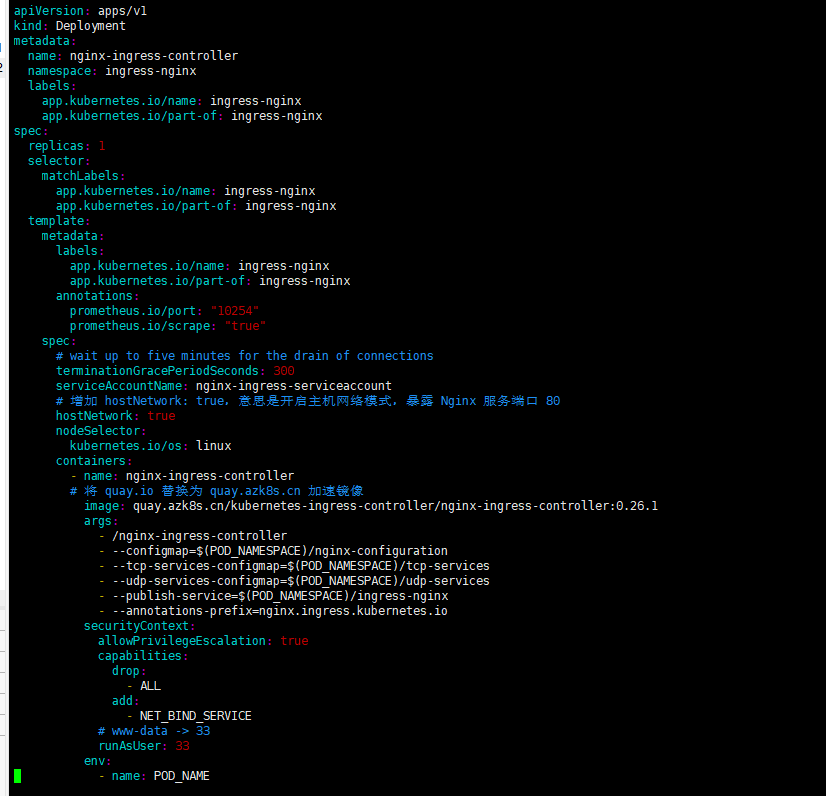 apiVersion: apps/v1
kind: Deployment
metadata:
  name: nginx-ingress-controller
  namespace: ingress-nginx
  labels:
    app.kubernetes.io/name: ingress-nginx
    app.kubernetes.io/part-of: ingress-nginx
spec:
  replicas: 1
  selector:
    matchLabels:
      app.kubernetes.io/name: ingress-nginx
      app.kubernetes.io/part-of: ingress-nginx
  template:
    metadata:
      labels:
        app.kubernetes.io/name: ingress-nginx
        app.kubernetes.io/part-of: ingress-nginx
      annotations:
        prometheus.io/port: "10254"
        prometheus.io/scrape: "true"
    spec:
      # wait up to five minutes for the drain of connections
      terminationGracePeriodSeconds: 300
      serviceAccountName: nginx-ingress-serviceaccount
      # 增加 hostNetwork: true, 意思是开启主机网络模式, 暴露 Nginx 服务端口 80
      hostNetwork: true
      nodeSelector:
        kubernetes.io/os: linux
      containers:
        - name: nginx-ingress-controller
        # 将 quay.io 替换为 quay.azk8s.cn 加速镜像
          image: quay.azk8s.cn/kubernetes-ingress-controller/nginx-ingress-controller:0.26.1
          args:
            - /nginx-ingress-controller
            - --configmap=$(POD_NAMESPACE)/nginx-configuration
            - --tcp-services-configmap=$(POD_NAMESPACE)/tcp-services
            - --udp-services-configmap=$(POD_NAMESPACE)/udp-services
            - --publish-service=$(POD_NAMESPACE)/ingress-nginx
            - --annotations-prefix=nginx.ingress.kubernetes.io
          securityContext:
            allowPrivilegeEscalation: true
            capabilities:
              drop:
                - ALL
              add:
                - NET_BIND_SERVICE
            # www-data -> 33
            runAsUser: 33
          env:
            - name: POD_NAME